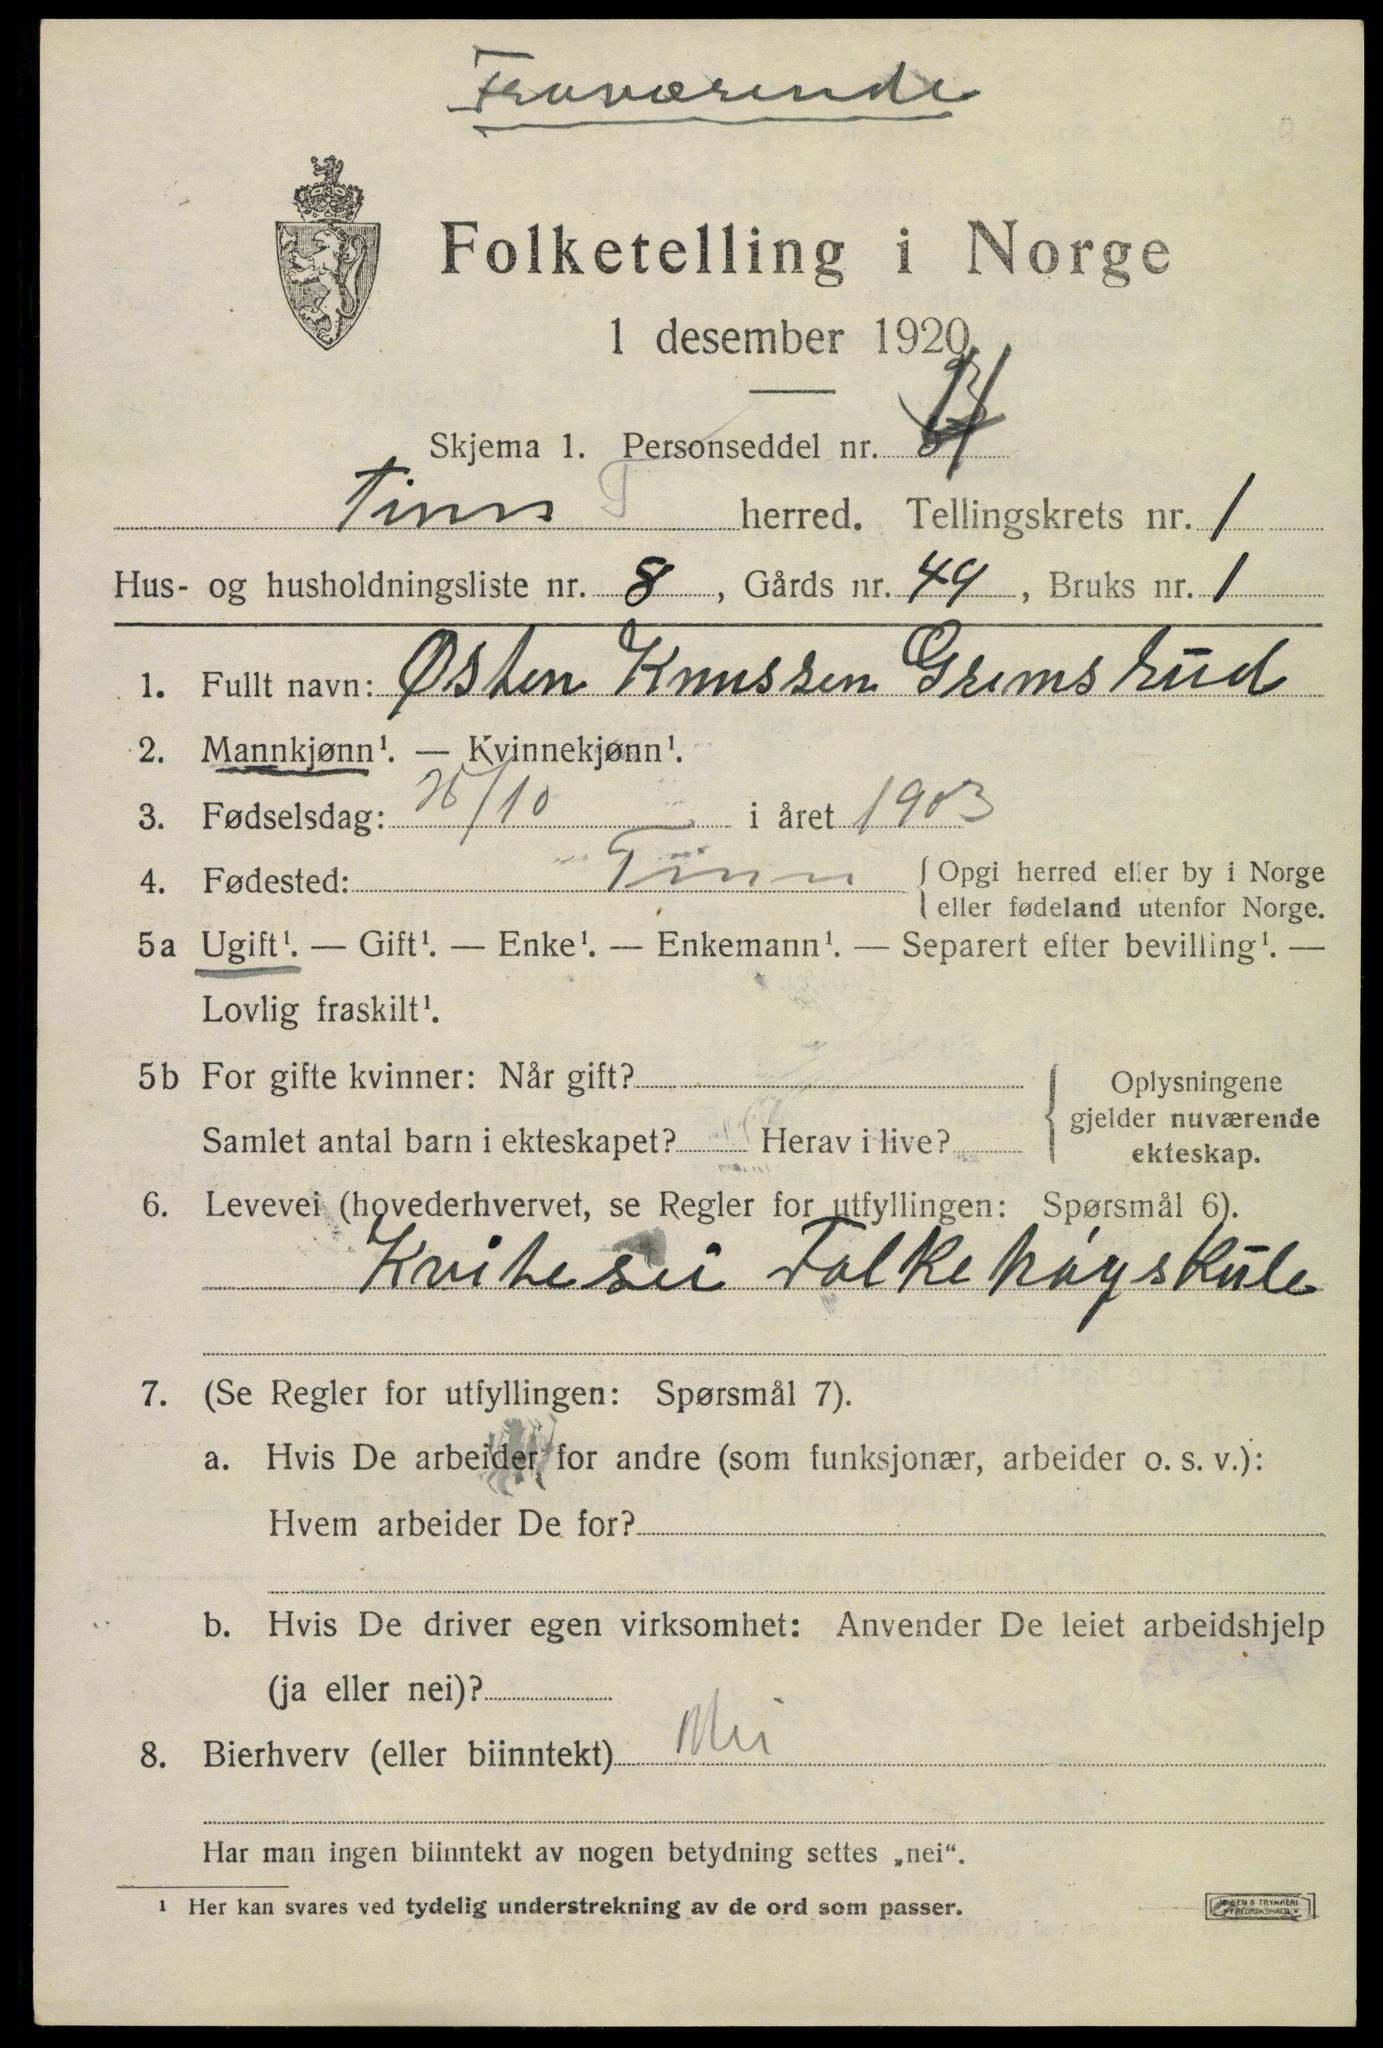 Fraværende
Folketelling i Norge
1 desember 1920
Skjema 1. Personseddel nr.
Tinn T herred. Tellingskrets nr. 1
Hus- og husholdningsliste nr. 8, Gårds nr. 49, Bruks nr. 1
1. Fullt navn: Østen Knussen Gremsrud
2. Mannkjønn¹. — Kvinnekjønn¹.
3. Fødselsdag: /10 i året 1903
4. Fødested: Tinn { Opgi herred eller by i Norge
eller fødeland utenfor Norge.
5a Ugift¹. — Gift¹. — Enke¹. — Enkemann¹. — Separert efter bevilling¹. —
Lovlig fraskilt¹.
5b For gifte kvinner: Når gift? { Oplysningene
gjelder nuværende
ekteskap.
Samlet antal barn i ekteskapet? Herav i live?
6. Levevei (hovederhvervet, se Regler for utfyllingen: Spørsmål 6).
Kvitesei Folkehøgskule
7. (Se Regler for utfyllingen: Spørsmål 7).
a. Hvis De arbeider for andre (som funksjonær, arbeider o. s. v.):
Hvem arbeider De for?
b. Hvis De driver egen virksomhet: Anvender De leiet arbeidshjelp
(ja eller nei)?
8. Bierhverv (eller biinntekt) Nei
Har man ingen biinntekt av nogen betydning settes „nei“.
¹ Her kan svares ved tydelig understrekning av de ord som passer.